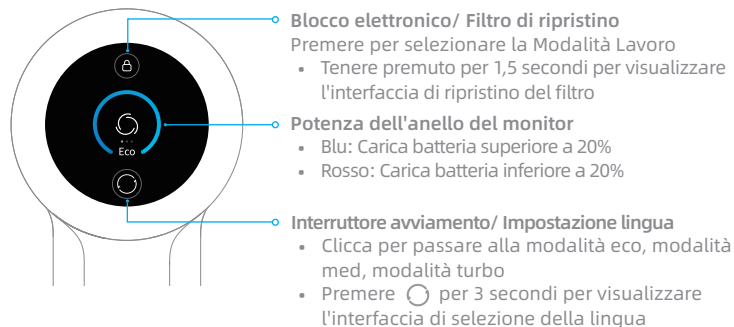 Blocco elettronico/ Filtro di ripristino
Premere per selezionare la Modalità Lavoro
• Tenere premuto per 1,5 secondi per visualizzare
l'interfaccia di ripristino del filtro
Potenza dell'anello del monitor
• Blu: Carica batteria superiore a 20%
• Rosso: Carica batteria inferiore a 20%
Eco
Interruttore avviamento/ Impostazione lingua
• Clicca per passare alla modalità eco, modalità
med, modalità turbo
• Premere per 3 secondi per visualizzare
l'interfaccia di selezione della lingua